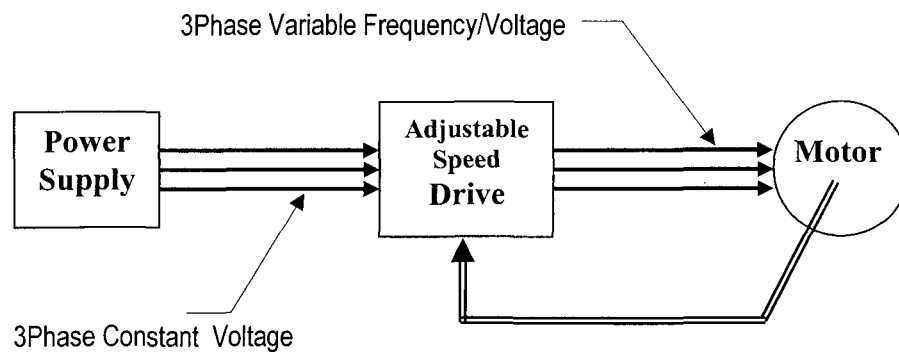 3Phase Variable Frequency/Voltage
Power
Supply
Adjustable
Speed
Drive
Motor
3Phase Constant Voltage